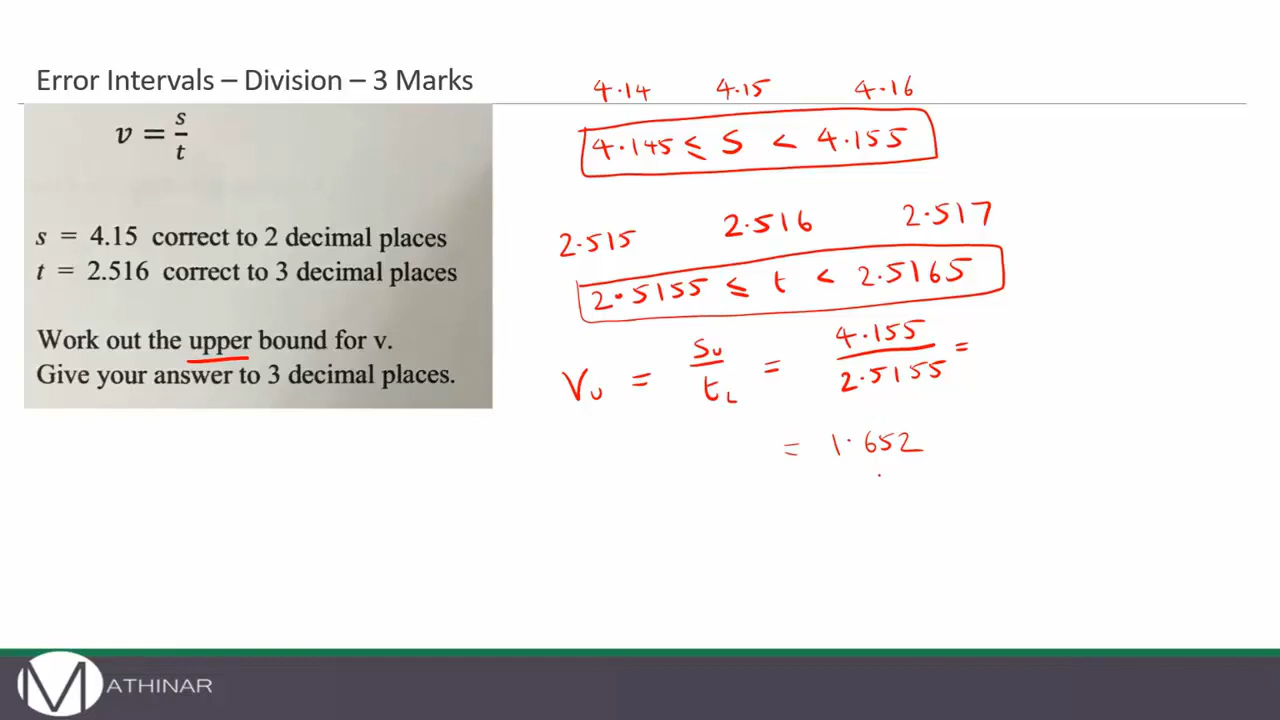 Error Intervals – Division – 3 Marks
v = s/t
s = 4.15 correct to 2 decimal places
t = 2.516 correct to 3 decimal places
Work out the upper bound for v.
Give your answer to 3 decimal places.
4.14 4.15 4.16
4.145 ≤ S < 4.155
2.515 2.516 2.517
2.5155 ≤ t < 2.5165
VU = SU/tL = 4.155/2.5155 =
= 1.652
M ATHINAR